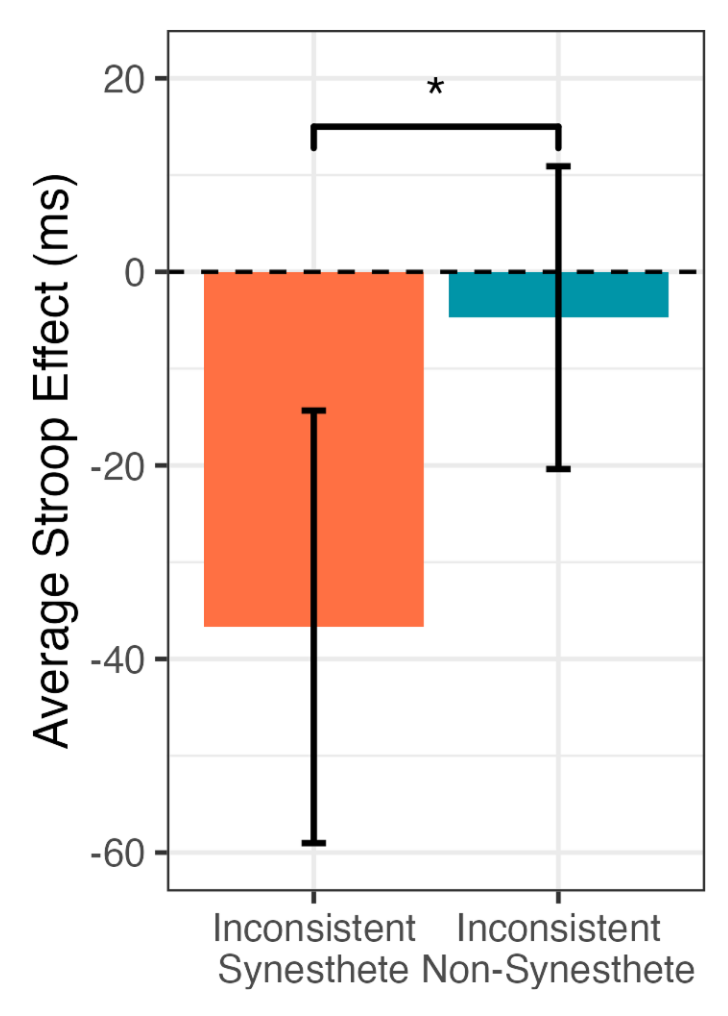 *
20
0
-20
-40
-60
Average Stroop Effect (ms)
Inconsistent Inconsistent
Synesthete Non-Synesthete